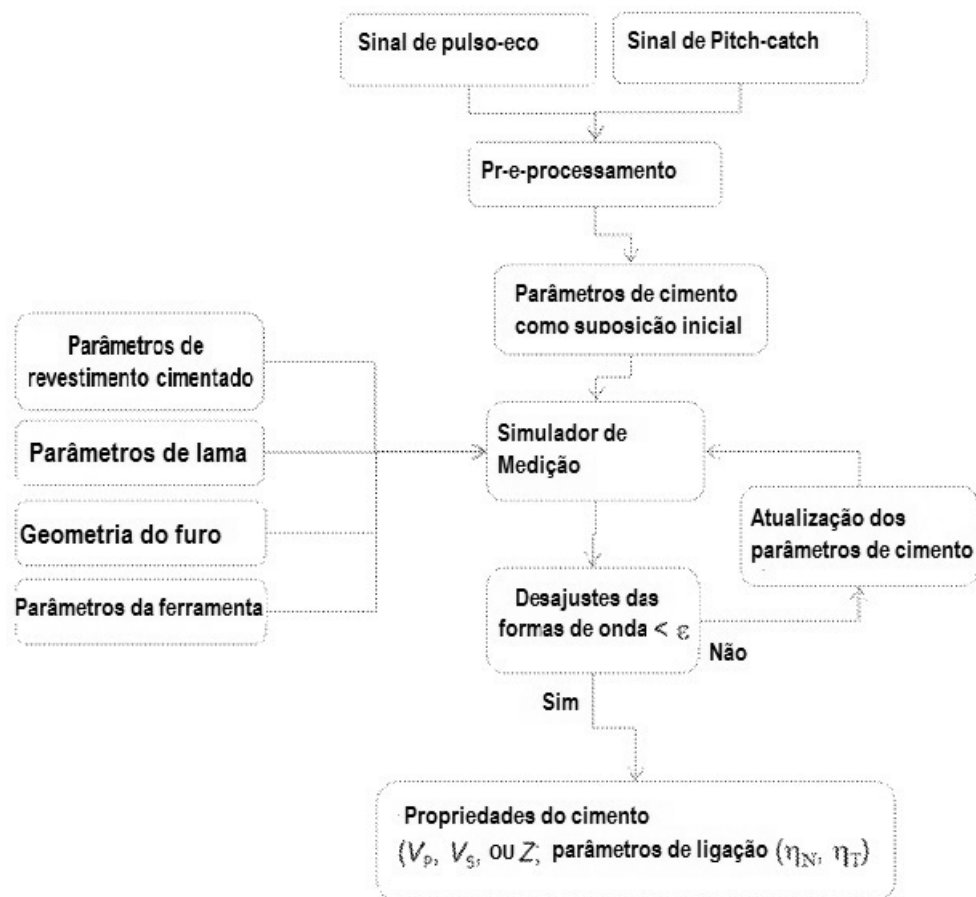 Sinal de pulso-eco
Sinal de Pitch-catch
Pr-e-processamento
Parâmetros de cimento
como suposição inicial
Parâmetros de
revestimento cimentado
Parâmetros de lama
Geometria do furo
Parâmetros da ferramenta
Simulador de
Medição
Atualização dos
parâmetros de cimento
Desajustes das
formas de onda < ε
Não
Sim
Propriedades do cimento
(Vp, Vs, ou Z; parâmetros de ligação (ηN, ηT)